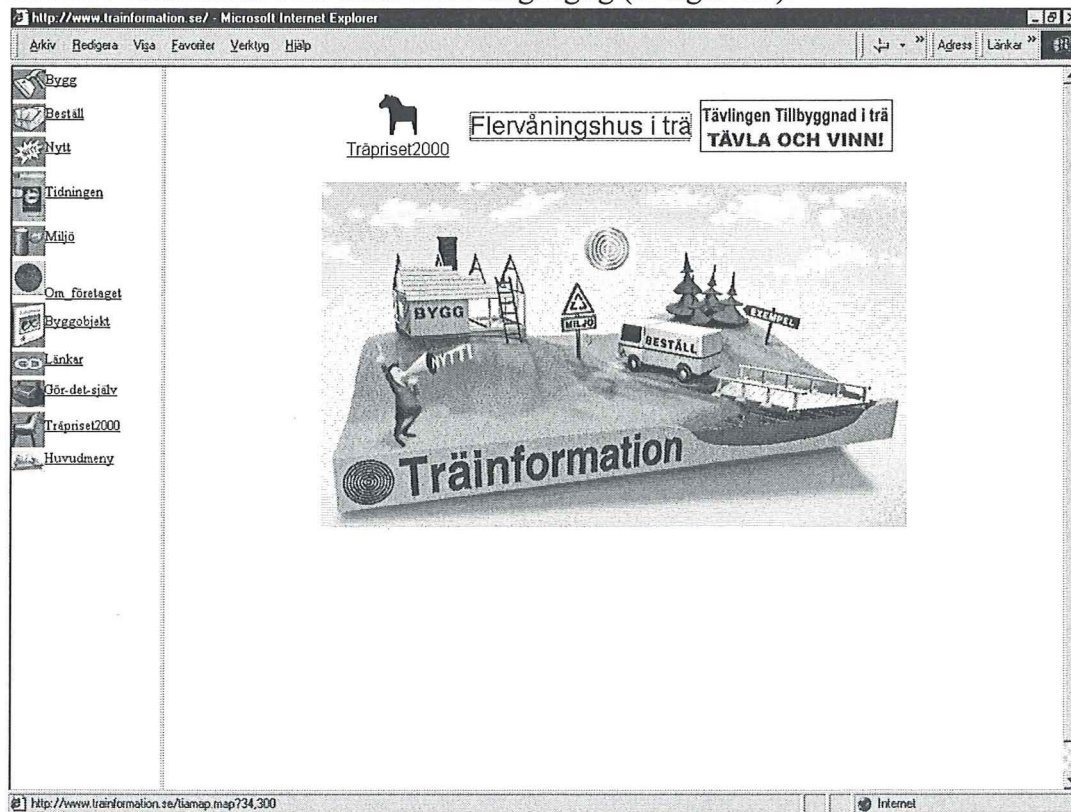 http://www.trainformation.se/ - Microsoft Internet Explorer
Arkiv Redigera Visa Favoriter Verktyg Hjälp
Adress Länkar
Bygg
Beställ
Nytt
Tidningen
Miljö
Om_företaget
Byggobjekt
Länkar
Gör-det-själv
Träpriset2000
Huvudmeny
Träpriset2000
Flervåningshus i trä
Tävlingen Tillbyggnad i trä
TÄVLA OCH VINN!
BYGG
NYTT!
MILJÖ
BESTÄLL
EXEMPEL
Träinformation
http://www.trainformation.se/tiamap.map?34,300
Internet